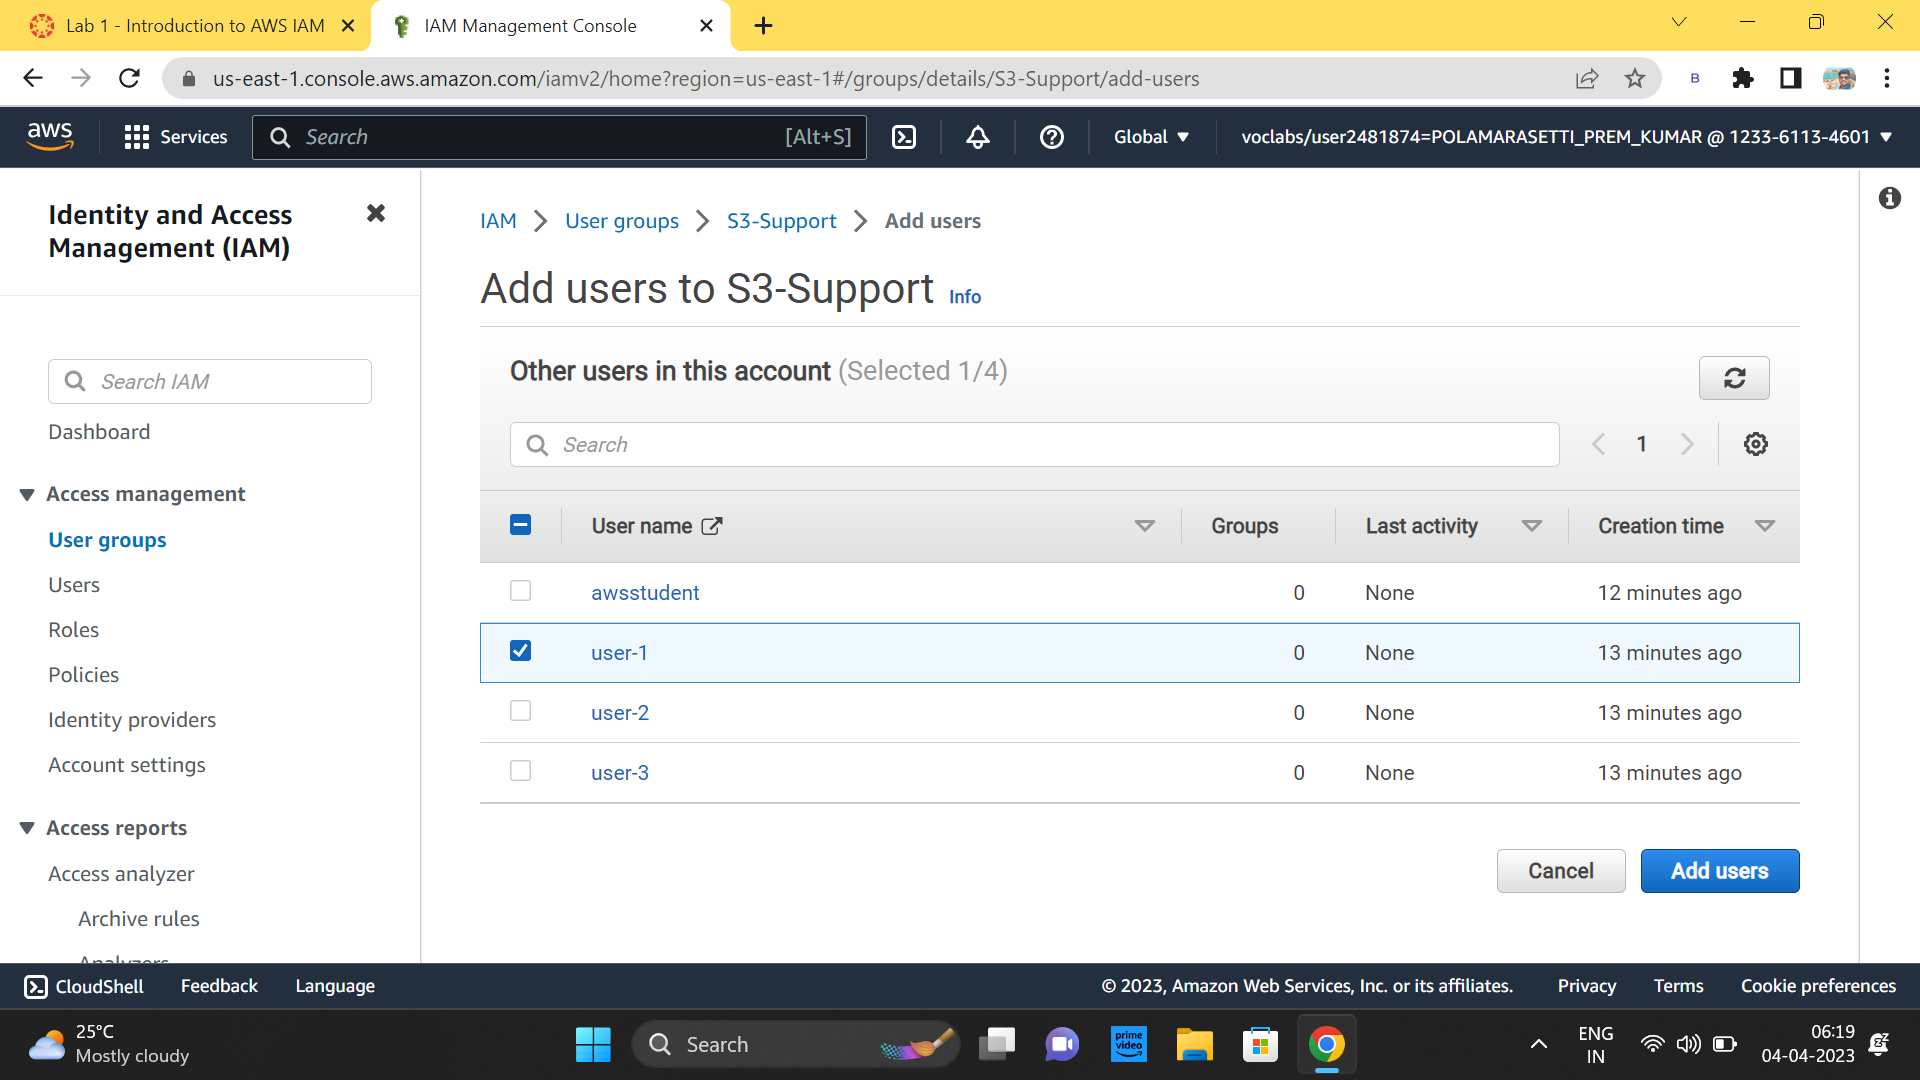 Lab 1 - Introduction to AWS IAM
IAM Management Console
us-east-1.console.aws.amazon.com/iamv2/home?region=us-east-1#/groups/details/S3-Support/add-users
B
aws
Services
Search
[Alt+S]
Global
voclabs/user2481874=POLAMARASETTI_PREM_KUMAR @ 1233-6113-4601
Identity and Access
Management (IAM)
Search IAM
Dashboard
Access management
User groups
Users
Roles
Policies
Identity providers
Account settings
Access reports
Access analyzer
Archive rules
Analyzers
IAM > User groups > S3-Support > Add users
Add users to S3-Support Info
Other users in this account (Selected 1/4)
Search
1
User name Groups Last activity Creation time
awsstudent 0 None 12 minutes ago
user-1 0 None 13 minutes ago
user-2 0 None 13 minutes ago
user-3 0 None 13 minutes ago
Cancel
Add users
CloudShell Feedback Language
© 2023, Amazon Web Services, Inc. or its affiliates. Privacy Terms Cookie preferences
25°C
Mostly cloudy
Search
prime
video
ENG
IN
06:19
04-04-2023